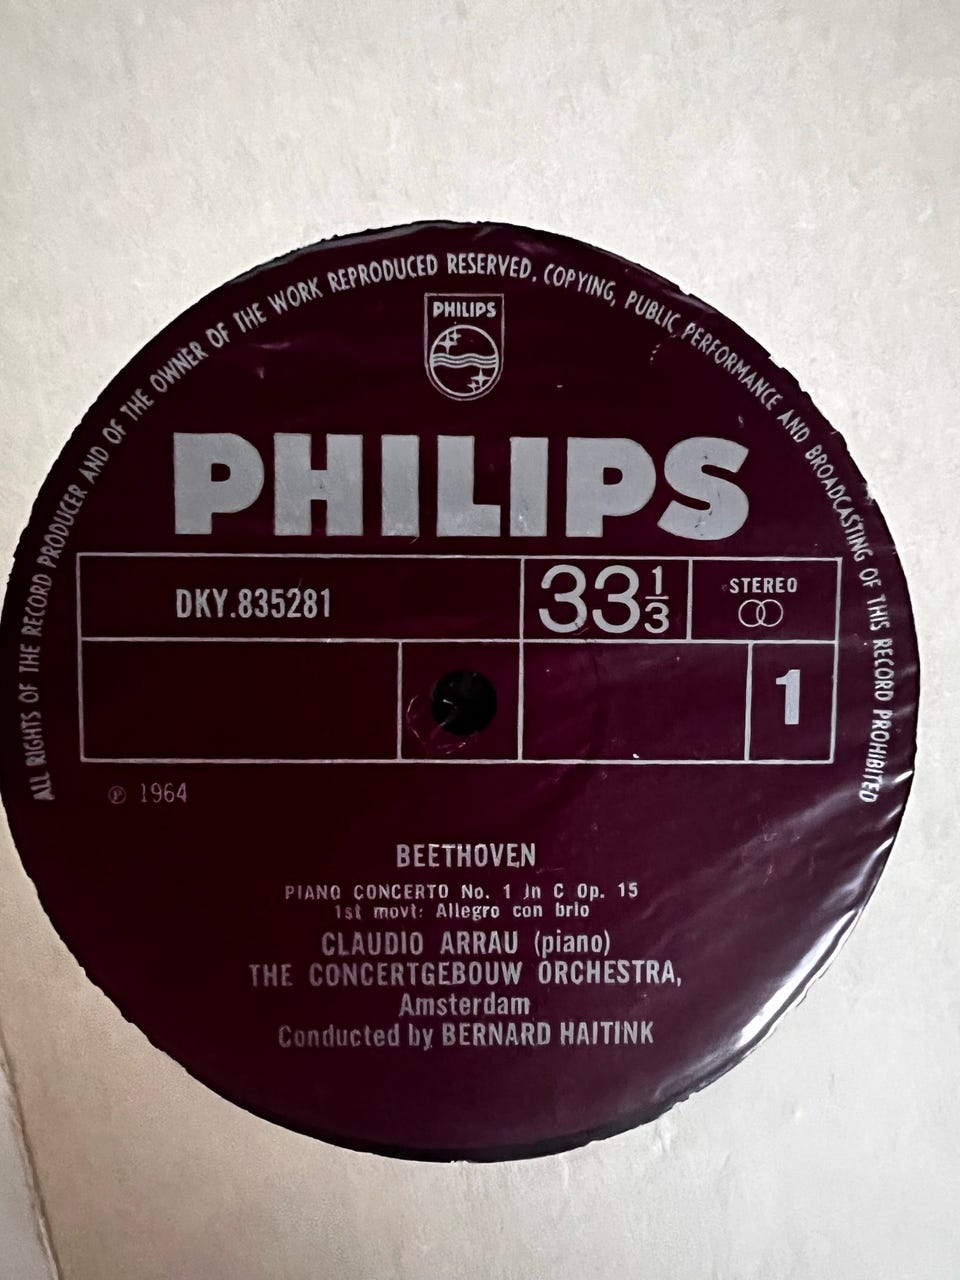 ALL RIGHTS OF THE RECORD PRODUCER AND OF THE OWNER OF THE WORK REPRODUCED RESERVED. COPYING, PUBLIC PERFORMANCE AND BROADCASTING OF THIS RECORD PROHIBITED
PHILIPS
PHILIPS
DKY.835281
33⅓
STEREO
1
℗ 1964
BEETHOVEN
PIANO CONCERTO No. 1 in C Op. 15
1st movt: Allegro con brio
CLAUDIO ARRAU (piano)
THE CONCERTGEBOUW ORCHESTRA,
Amsterdam
Conducted by BERNARD HAITINK